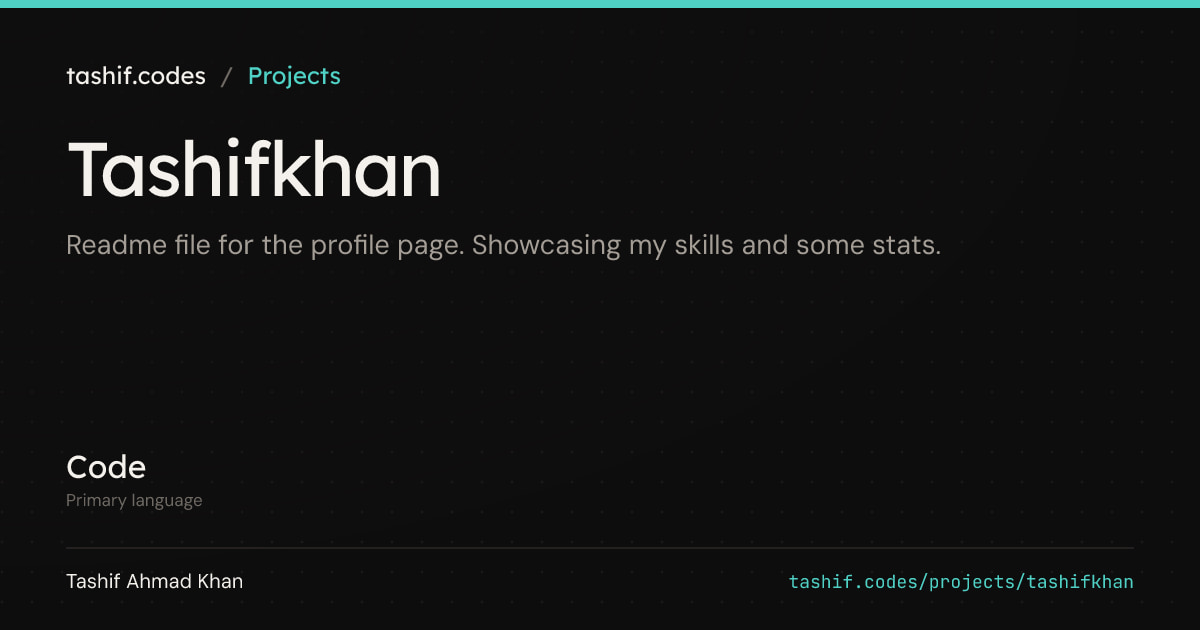 tashif.codes / Projects
Tashifkhan
Readme file for the profile page. Showcasing my skills and some stats.
Code
Primary language
Tashif Ahmad Khan
tashif.codes/projects/tashifkhan